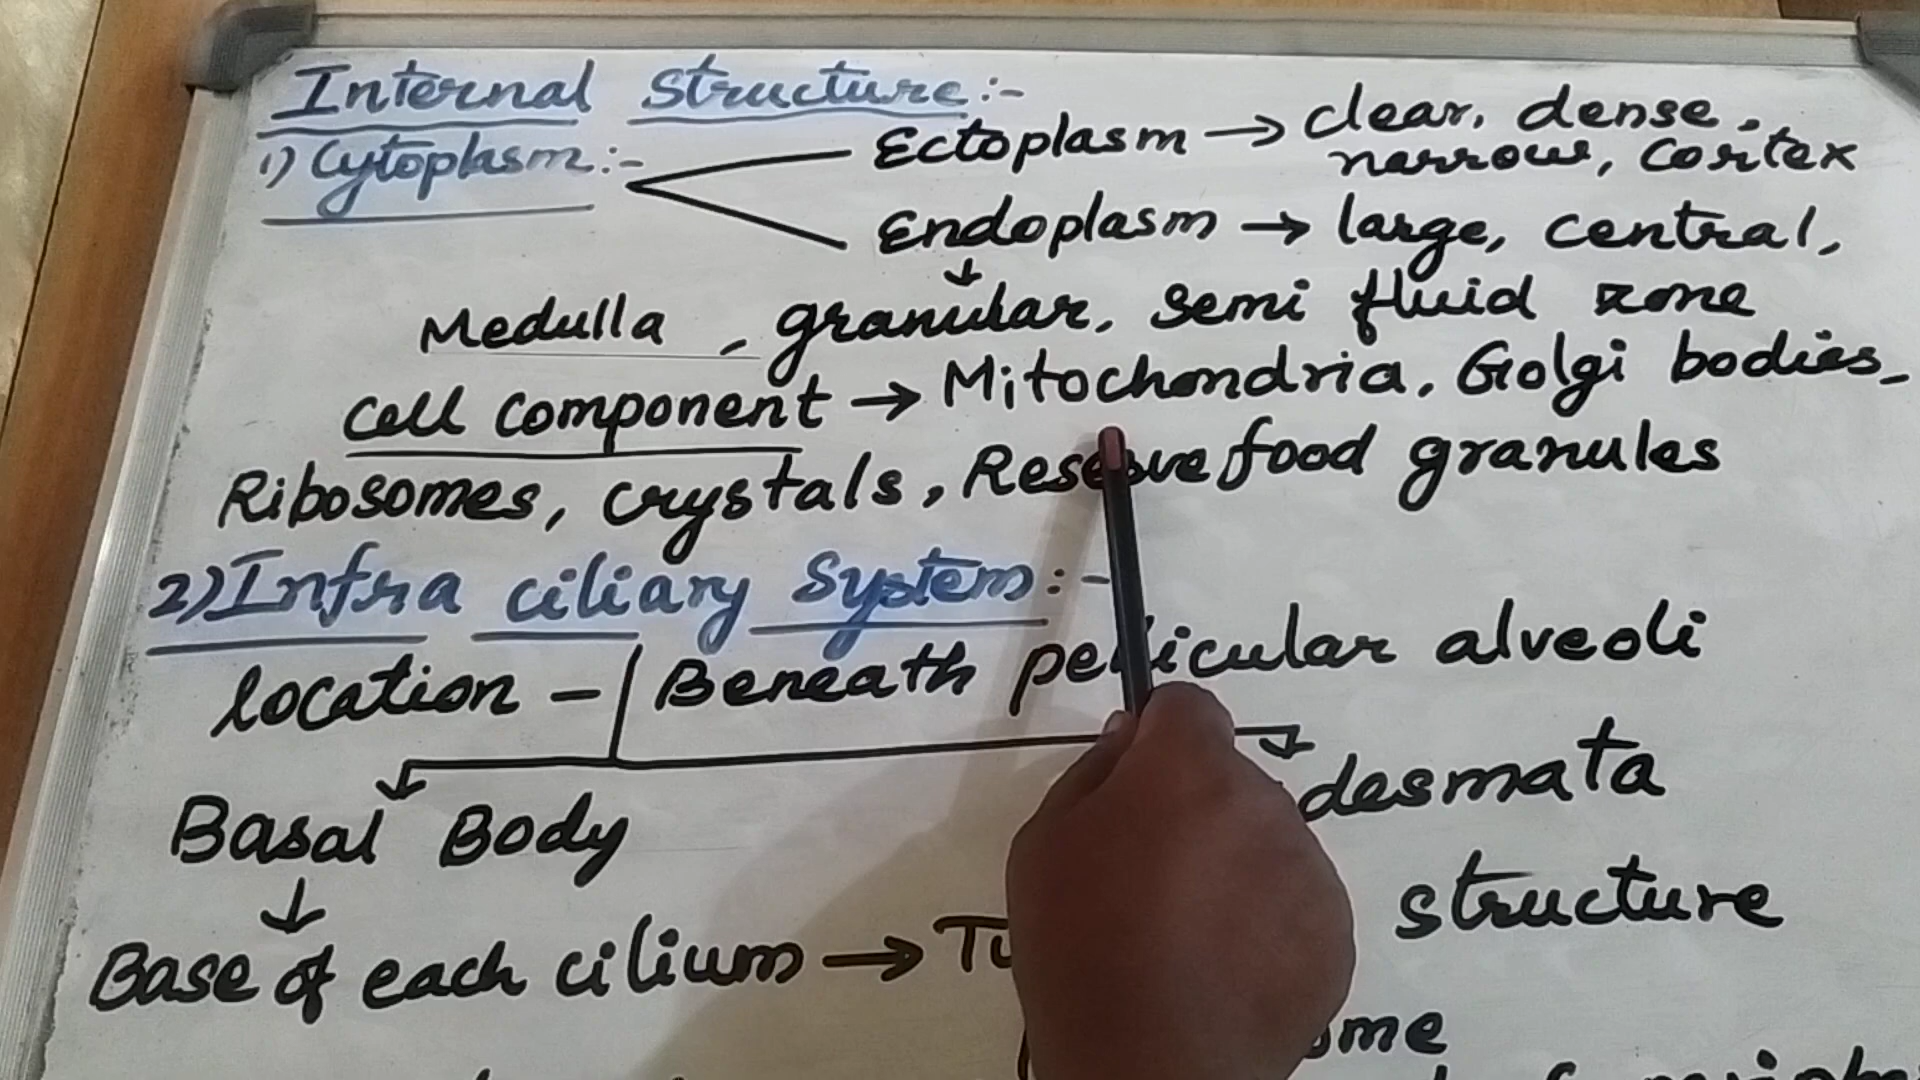 Internal Structure:-
1) Cytoplasm:-
Ectoplasm → clear, dense,
narrow, cortex
Endoplasm → large, central,
Medulla, granular, semi fluid zone
cell component → Mitochondria, Golgi bodies,
Ribosomes, crystals, Reserve food granules
2) Infra ciliary System:-
location - Beneath pellicular alveoli
Basal Body
desmata
structure
Base of each cilium →